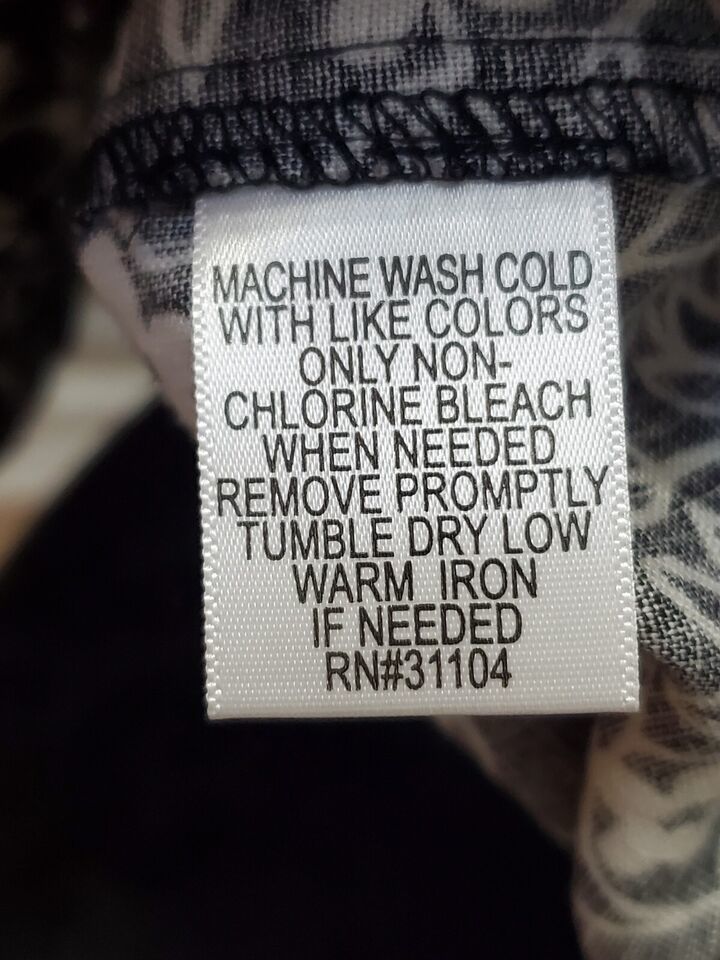 MACHINE WASH COLD
WITH LIKE COLORS
ONLY NON-
CHLORINE BLEACH
WHEN NEEDED
REMOVE PROMPTLY
TUMBLE DRY LOW
WARM IRON
IF NEEDED
RN#31104